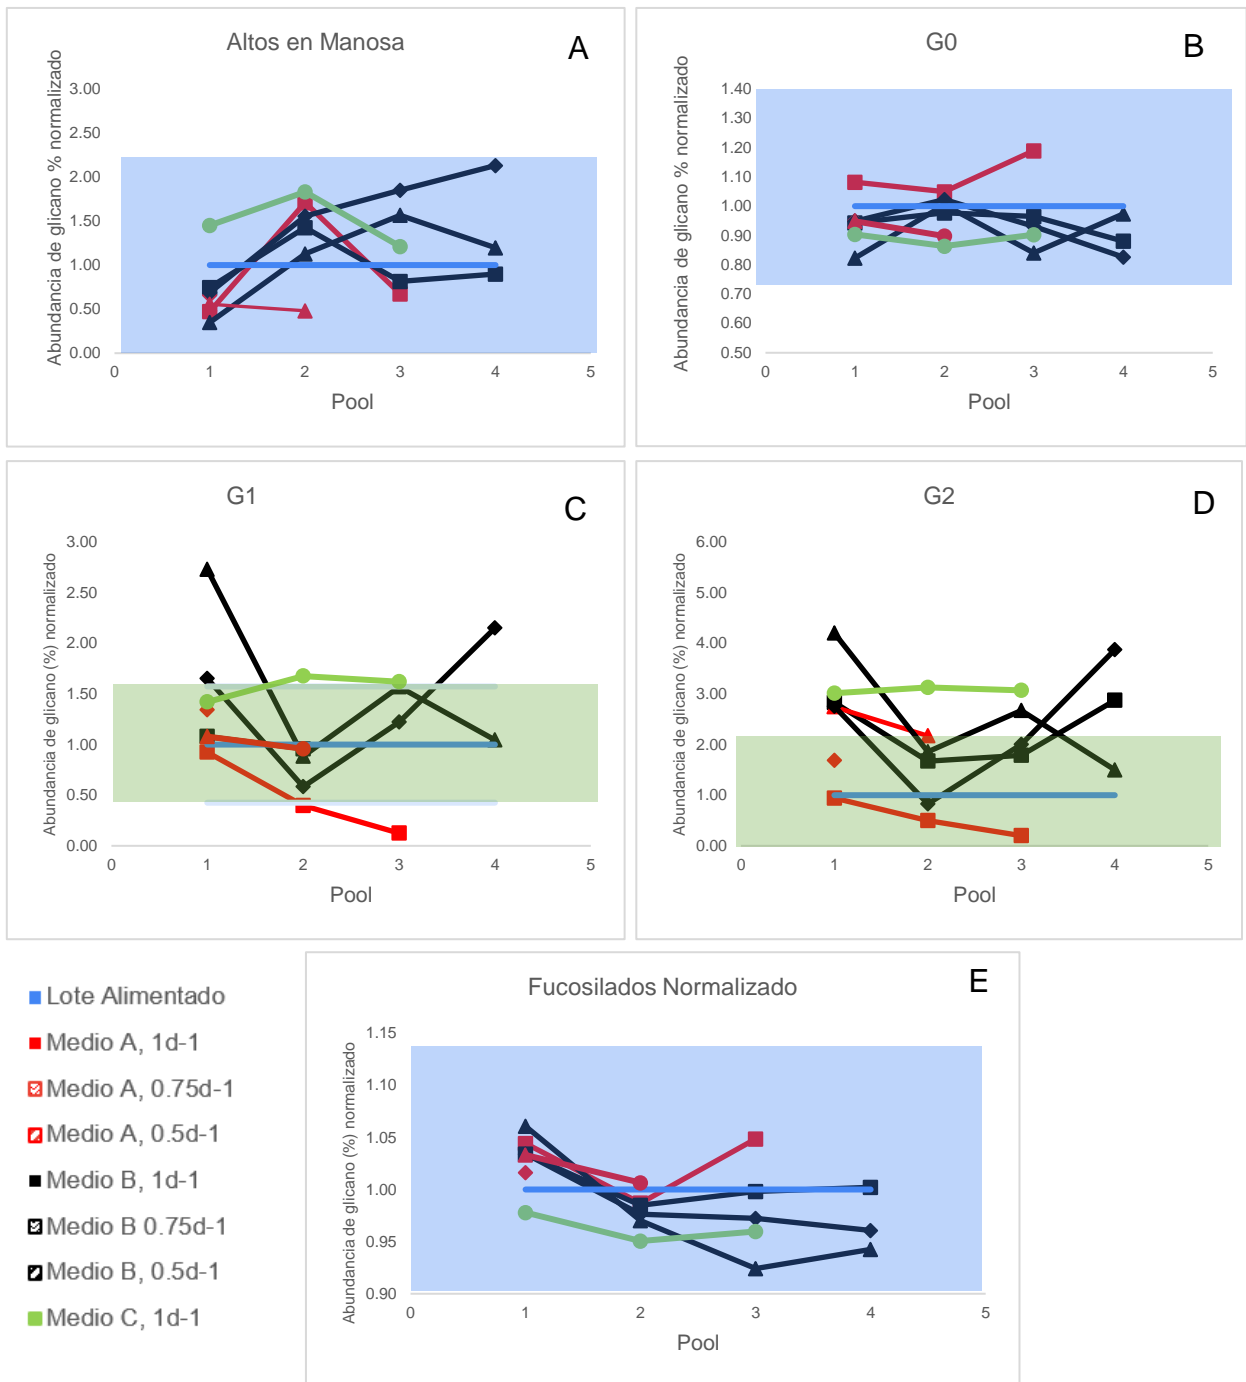 Altos en Manosa
A
Abundancia de glicano % normalizado
3.00
2.50
2.00
1.50
1.00
0.50
0.00
0 1 2 3 4 5
Pool
G0
B
Abundancia de glicano % normalizado
1.40
1.30
1.20
1.10
1.00
0.90
0.80
0.70
0.60
0.50
0 1 2 3 4 5
Pool
G1
C
Abundancia de glicano (%) normalizado
3.00
2.50
2.00
1.50
1.00
0.50
0.00
0 1 2 3 4 5
Pool
G2
D
Abundancia de glicano (%) normalizado
6.00
5.00
4.00
3.00
2.00
1.00
0.00
0 1 2 3 4 5
Pool
Lote Alimentado
Medio A, 1d-1
Medio A, 0.75d-1
Medio A, 0.5d-1
Medio B, 1d-1
Medio B 0.75d-1
Medio B, 0.5d-1
Medio C, 1d-1
Fucosilados Normalizado
E
Abundancia de glicano (%) normalizado
1.15
1.10
1.05
1.00
0.95
0.90
0 1 2 3 4 5
Pool